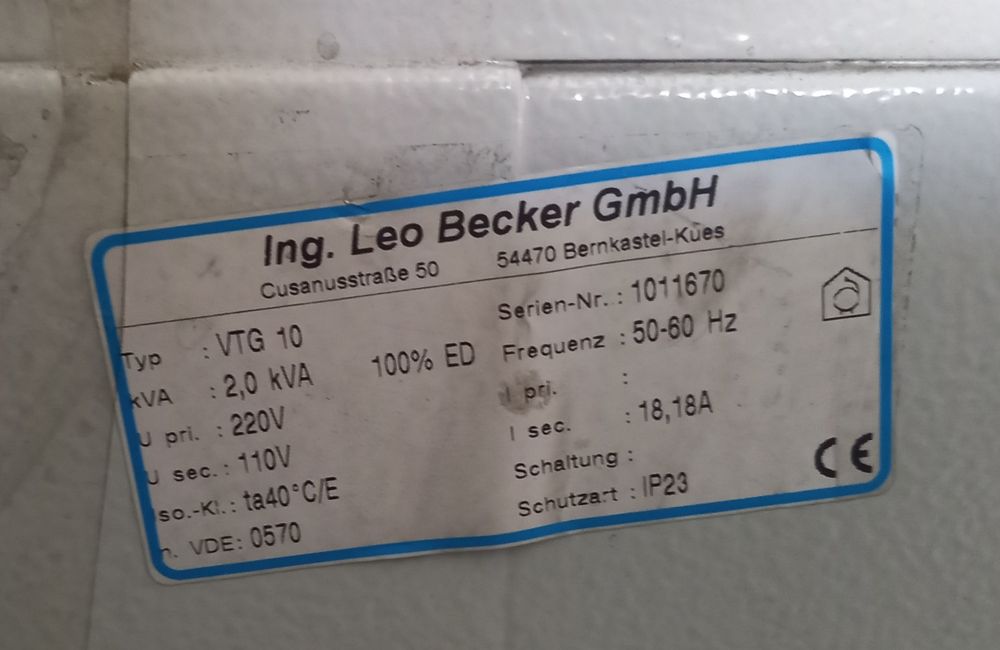 Ing. Leo Becker GmbH
Cusanusstraße 50 54470 Bernkastel-Kues
Typ : VTG 10
kVA : 2,0 kVA 100% ED
U pri. : 220V
U sec. : 110V
Iso.-Kl. : ta40°C/E
n. VDE: 0570
Serien-Nr. : 1011670
Frequenz : 50-60 Hz
I pri. :
I sec. : 18,18A
Schaltung :
Schutzart : IP23
CE